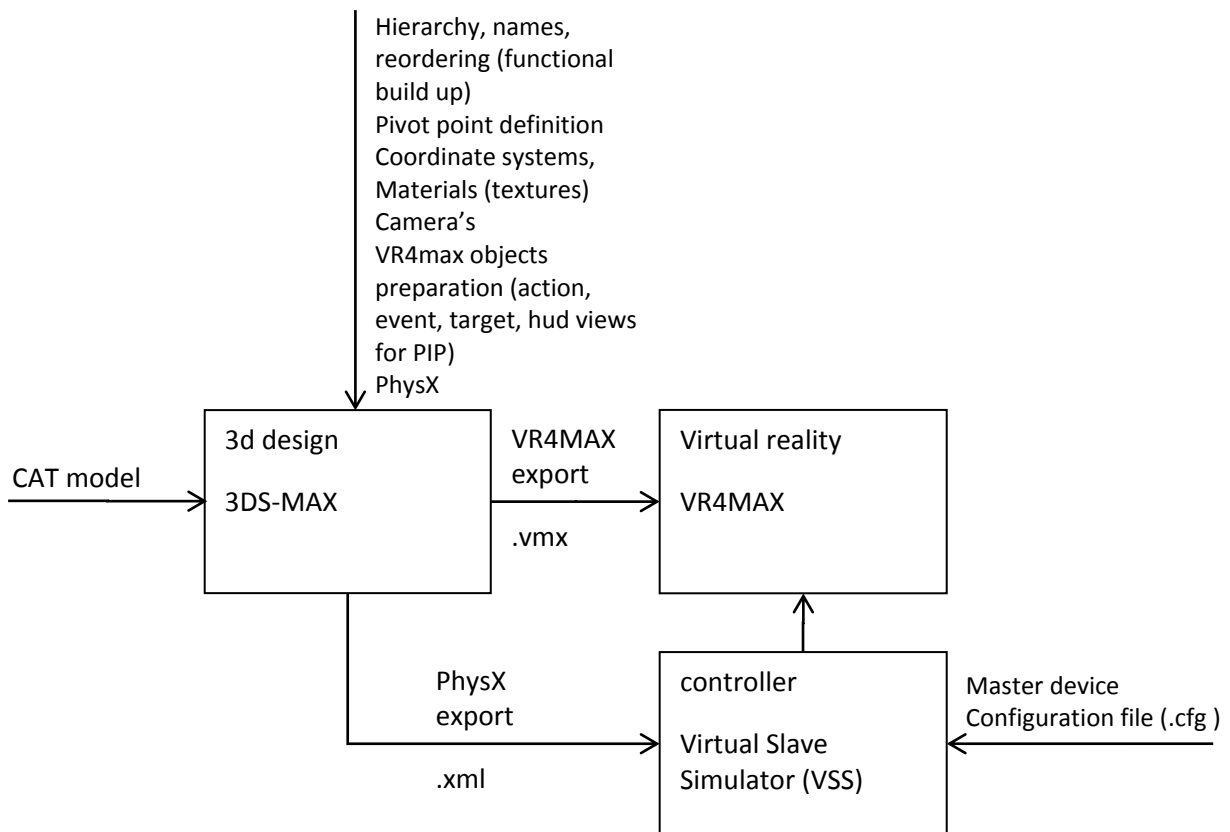 Hierarchy, names,
reordering (functional
build up)
Pivot point definition
Coordinate systems,
Materials (textures)
Camera’s
VR4max objects
preparation (action,
event, target, hud views
for PIP)
PhysX
CAT model
3d design
3DS-MAX
VR4MAX
export
.vmx
Virtual reality
VR4MAX
PhysX
export
.xml
controller
Virtual Slave
Simulator (VSS)
Master device
Configuration file (.cfg )